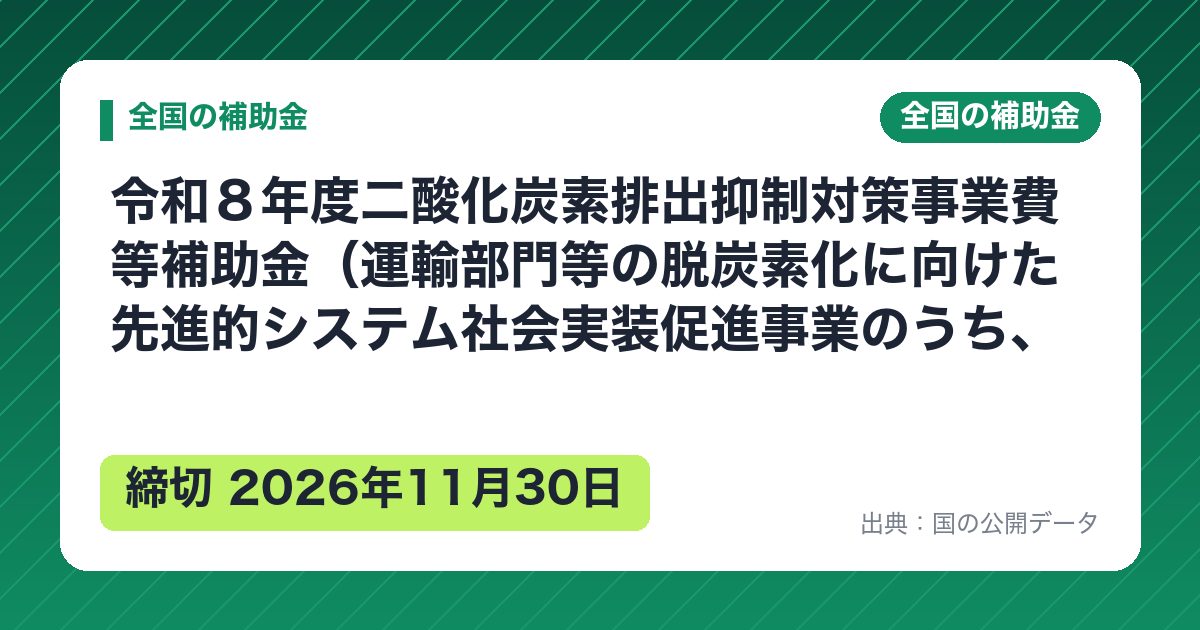 全国の補助金
全国の補助金
令和８年度二酸化炭素排出抑制対策事業費
等補助金（運輸部門等の脱炭素化に向けた
先進的システム社会実装促進事業のうち、
締切 2026年11月30日
出典：国の公開データ